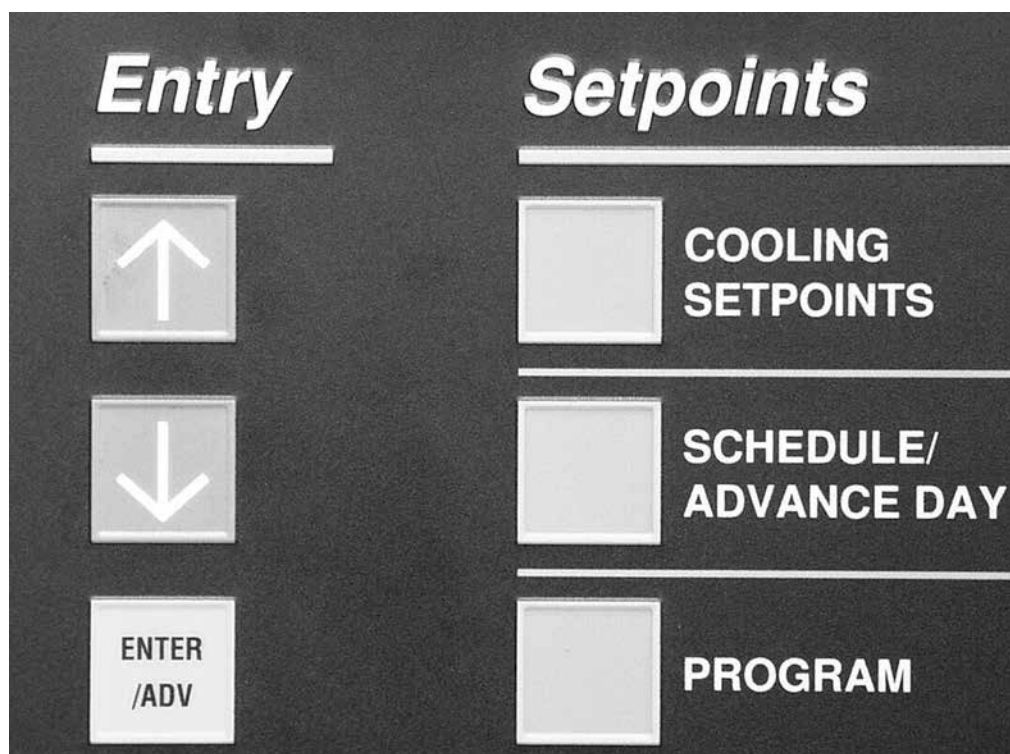 Entry
ENTER
/ADV
Setpoints
COOLING
SETPOINTS
SCHEDULE/
ADVANCE DAY
PROGRAM